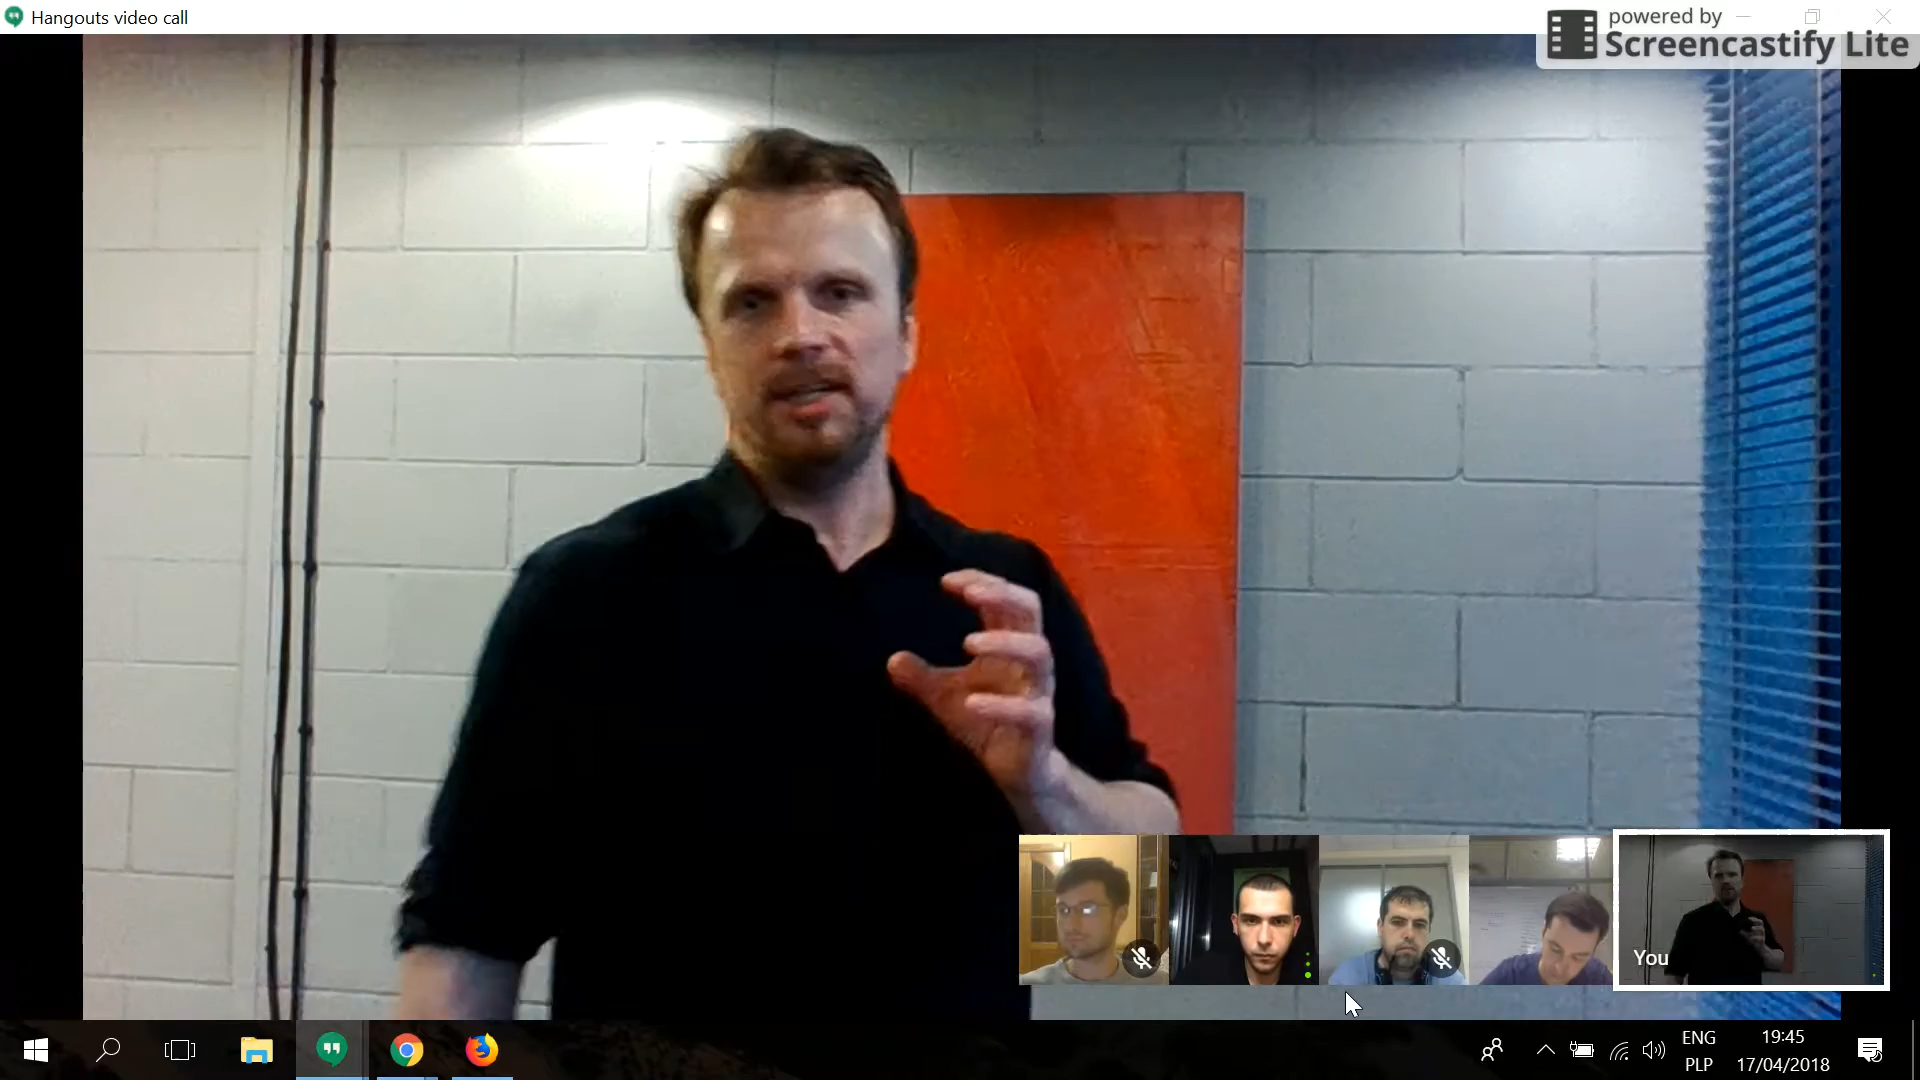 Hangouts video call
powered by
Screencastify Lite
You
ENG
PLP
19:45
17/04/2018